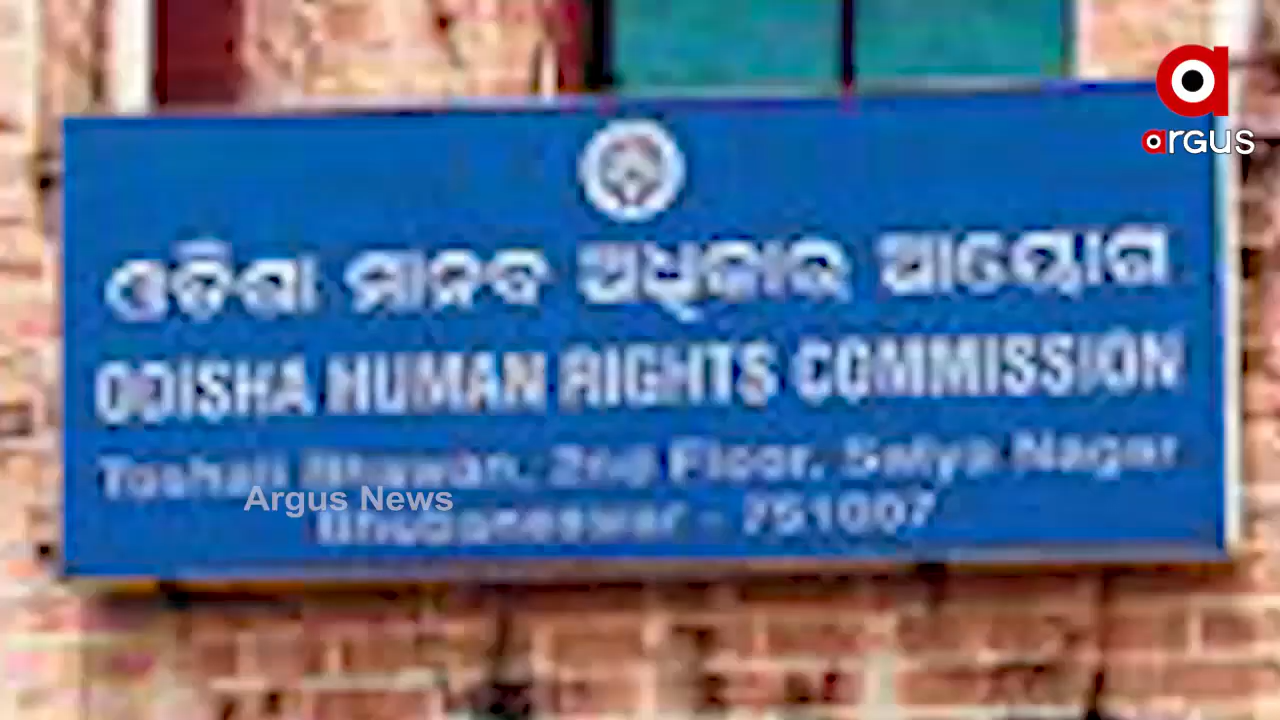 ଓଡିଶା ମାନବ ଅଧିକାର ଆୟୋଗ
ODISHA HUMAN RIGHTS COMMISSION
Toshali Bhawan, 2nd Floor, Satya Nagar
Bhubaneswar - 751007
Argus News
argus